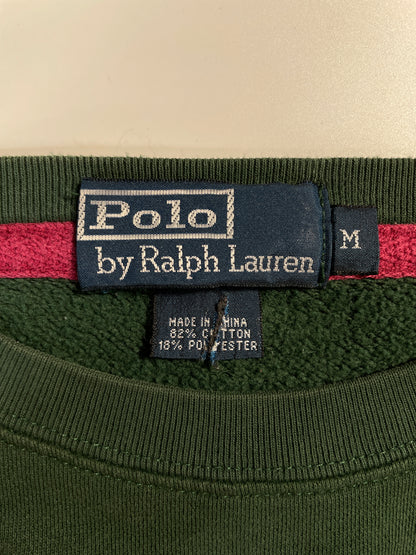 Polo
by Ralph Lauren
M
MADE IN CHINA
82% COTTON
18% POLYESTER